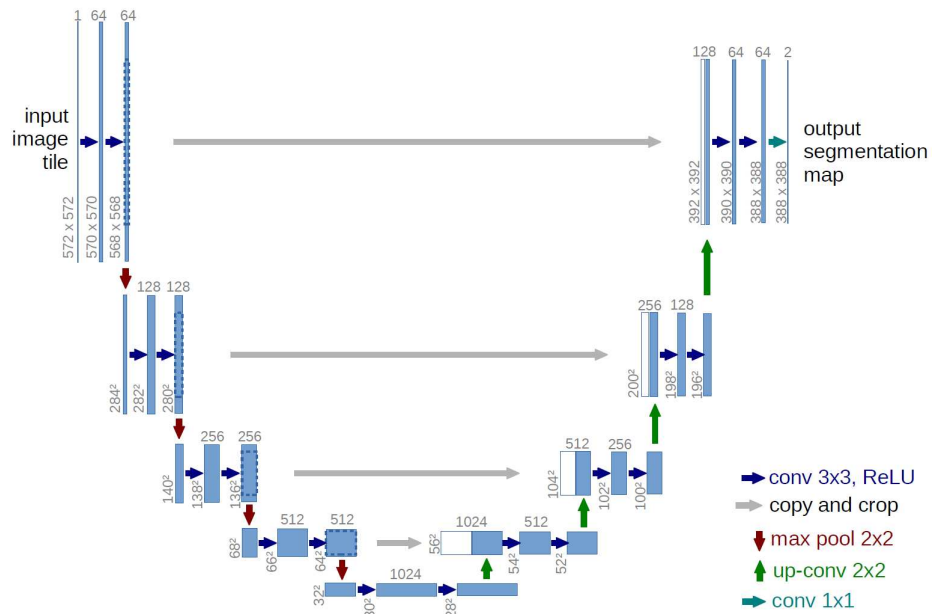 1 64 64
input
image
tile
572 x 572
570 x 570
568 x 568
128 64 64 2
output
segmentation
map
392 x 392
390 x 390
388 x 388
388 x 388
128 128
284²
282²
280²
256 128
200²
198²
196²
256 256
140²
138²
136²
512 256
104²
102²
100²
512 512
68²
66²
64²
1024 512
56²
54²
52²
1024
32²
conv 3x3, ReLU
copy and crop
max pool 2x2
up-conv 2x2
conv 1x1